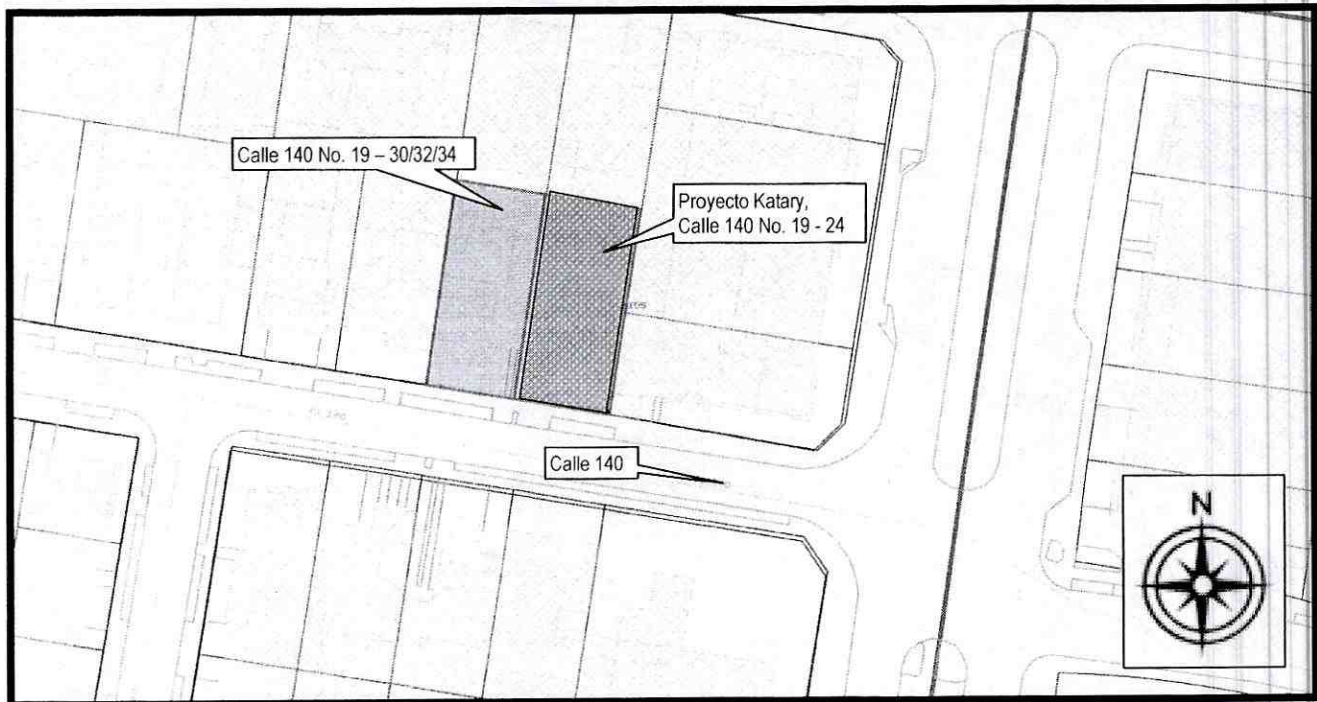 Calle 140 No. 19 – 30/32/34
Proyecto Katary,
Calle 140 No. 19 - 24
Calle 140
N